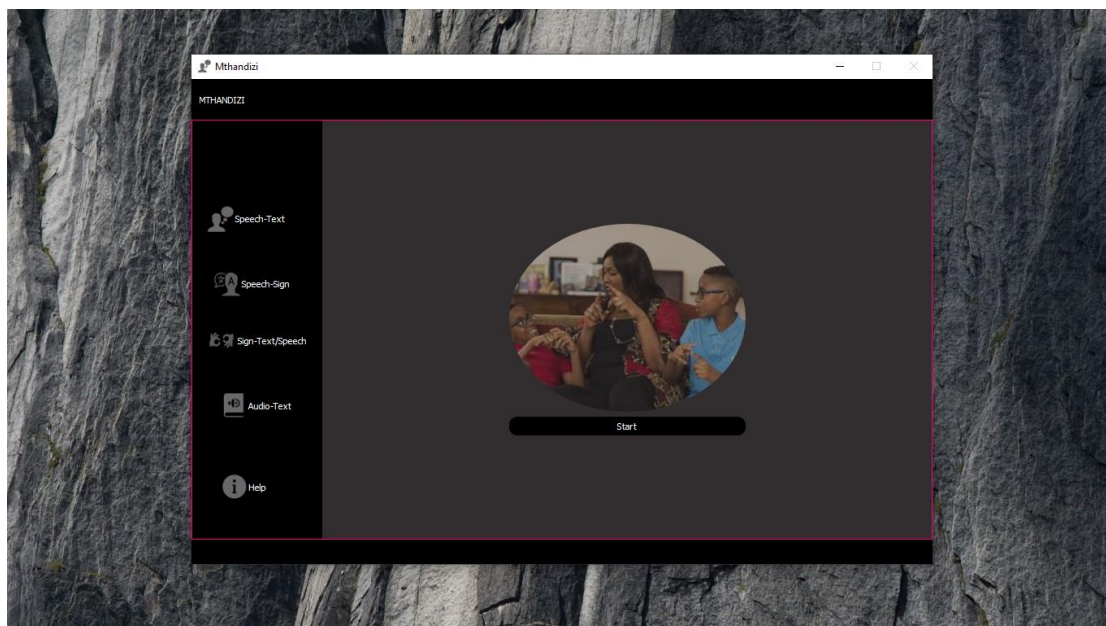 Mthandizi
MTHANDIZI
Speech-Text
Speech-Sign
Sign-Text/Speech
Audio-Text
Help
Start